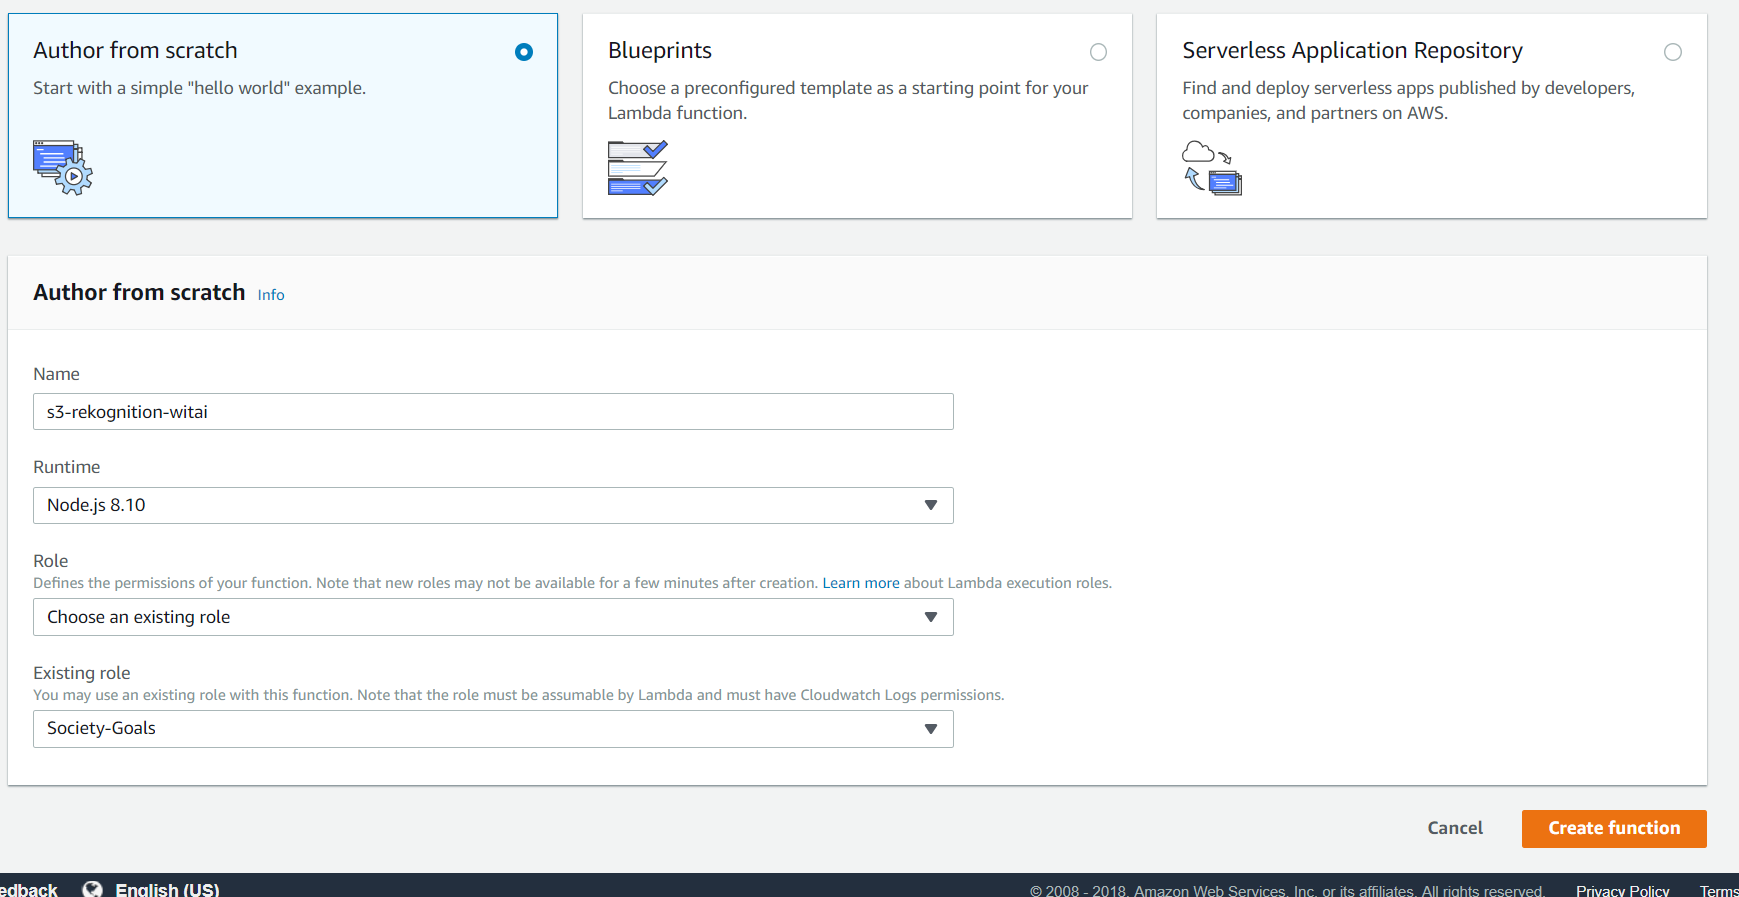 Author from scratch
Start with a simple "hello world" example.
Blueprints
Choose a preconfigured template as a starting point for your
Lambda function.
Serverless Application Repository
Find and deploy serverless apps published by developers,
companies, and partners on AWS.
Author from scratch Info
Name
s3-rekognition-witai
Runtime
Node.js 8.10
Role
Defines the permissions of your function. Note that new roles may not be available for a few minutes after creation. Learn more about Lambda execution roles.
Choose an existing role
Existing role
You may use an existing role with this function. Note that the role must be assumable by Lambda and must have Cloudwatch Logs permissions.
Society-Goals
Cancel Create function
edback English (US) © 2008 - 2018, Amazon Web Services, Inc. or its affiliates. All rights reserved. Privacy Policy Terms